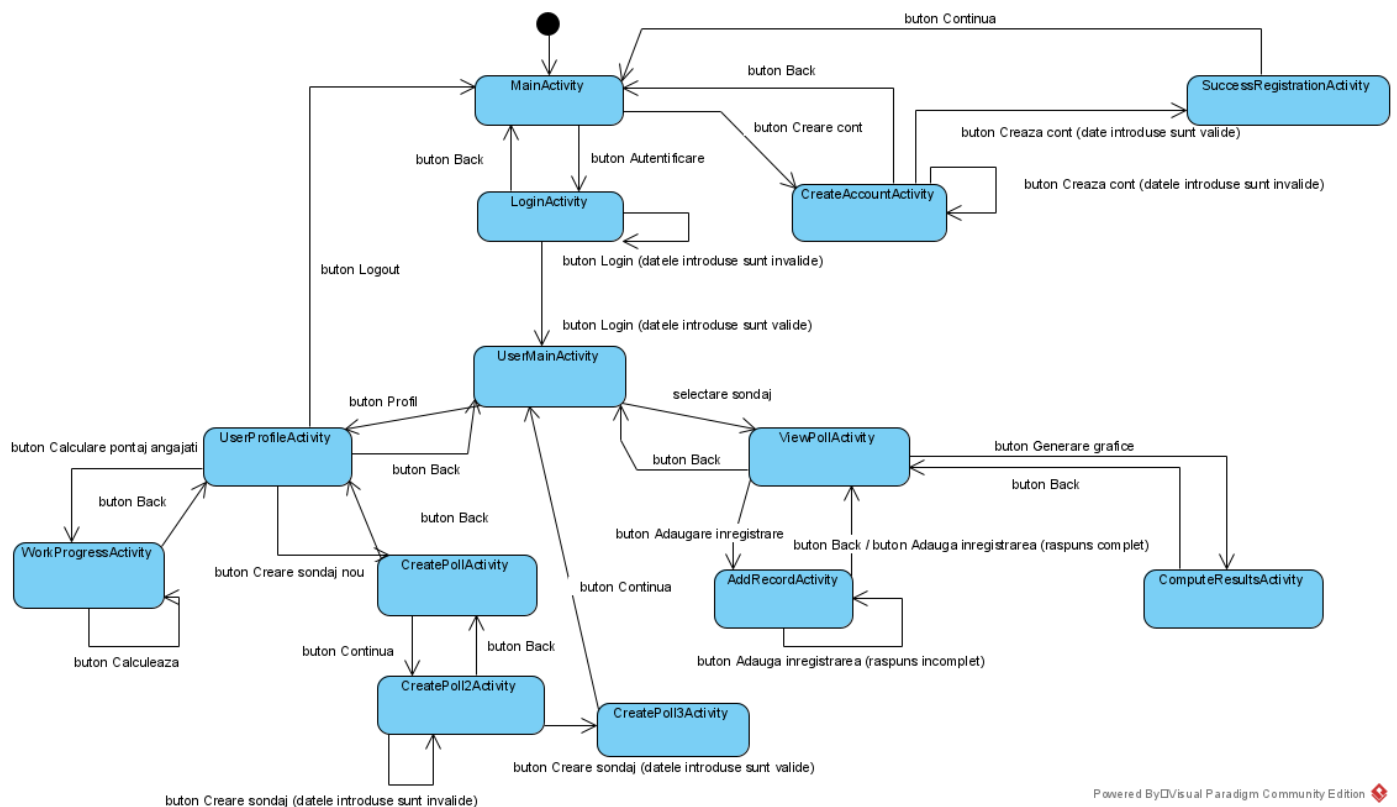 buton Continua
MainActivity
buton Back
SuccessRegistrationActivity
buton Creare cont
buton Creaza cont (date introduse sunt valide)
buton Back
buton Autentificare
CreateAccountActivity
buton Creaza cont (datele introduse sunt invalide)
LoginActivity
buton Login (datele introduse sunt invalide)
buton Logout
buton Login (datele introduse sunt valide)
UserMainActivity
selectare sondaj
buton Profil
UserProfileActivity
ViewPollActivity
buton Calculare pontaj angajati
buton Generare grafice
buton Back
buton Back
buton Back
buton Back
buton Back
buton Adaugare inregistrare
buton Back / buton Adauga inregistrarea (raspuns complet)
WorkProgressActivity
CreatePollActivity
buton Creare sondaj nou
AddRecordActivity
ComputeResultsActivity
buton Continua
buton Continua
buton Back
buton Calculeaza
buton Adauga inregistrarea (raspuns incomplet)
CreatePoll2Activity
CreatePoll3Activity
buton Creare sondaj (datele introduse sunt valide)
buton Creare sondaj (datele introduse sunt invalide)
Powered By Visual Paradigm Community Edition